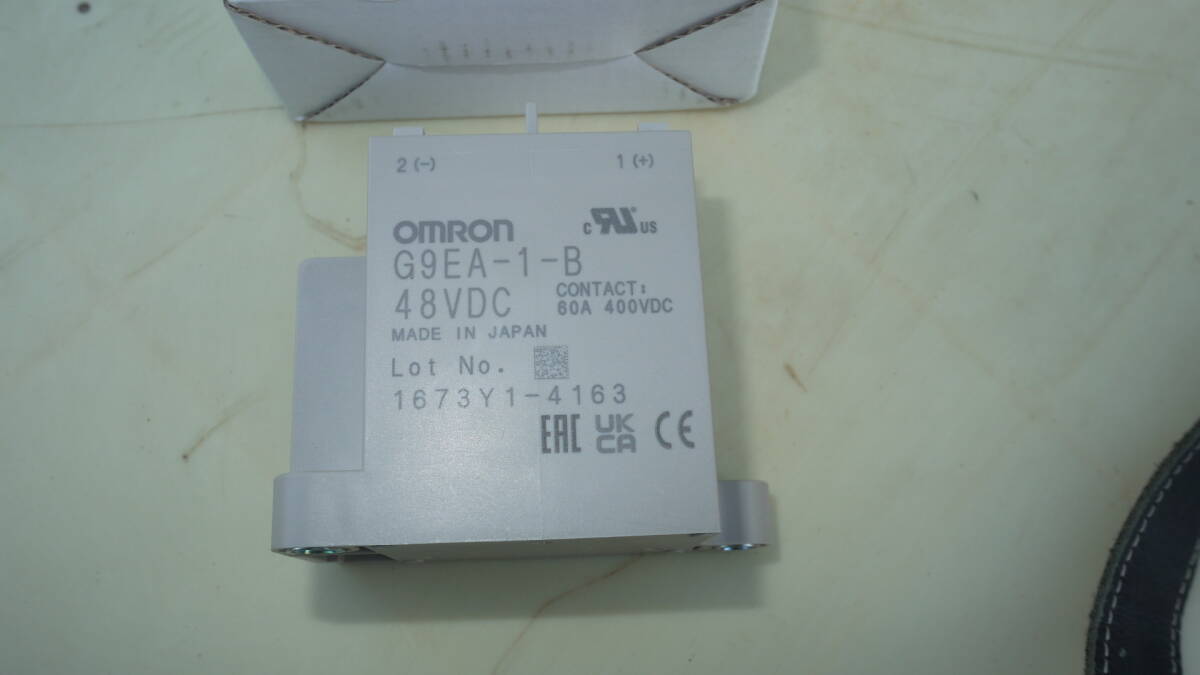 2 (-) 1 (+)
OMRON
c RU US
G9EA-1-B
48VDC
CONTACT:
60A 400VDC
MADE IN JAPAN
Lot No.
1673Y1-4163
EAC UK CA CE